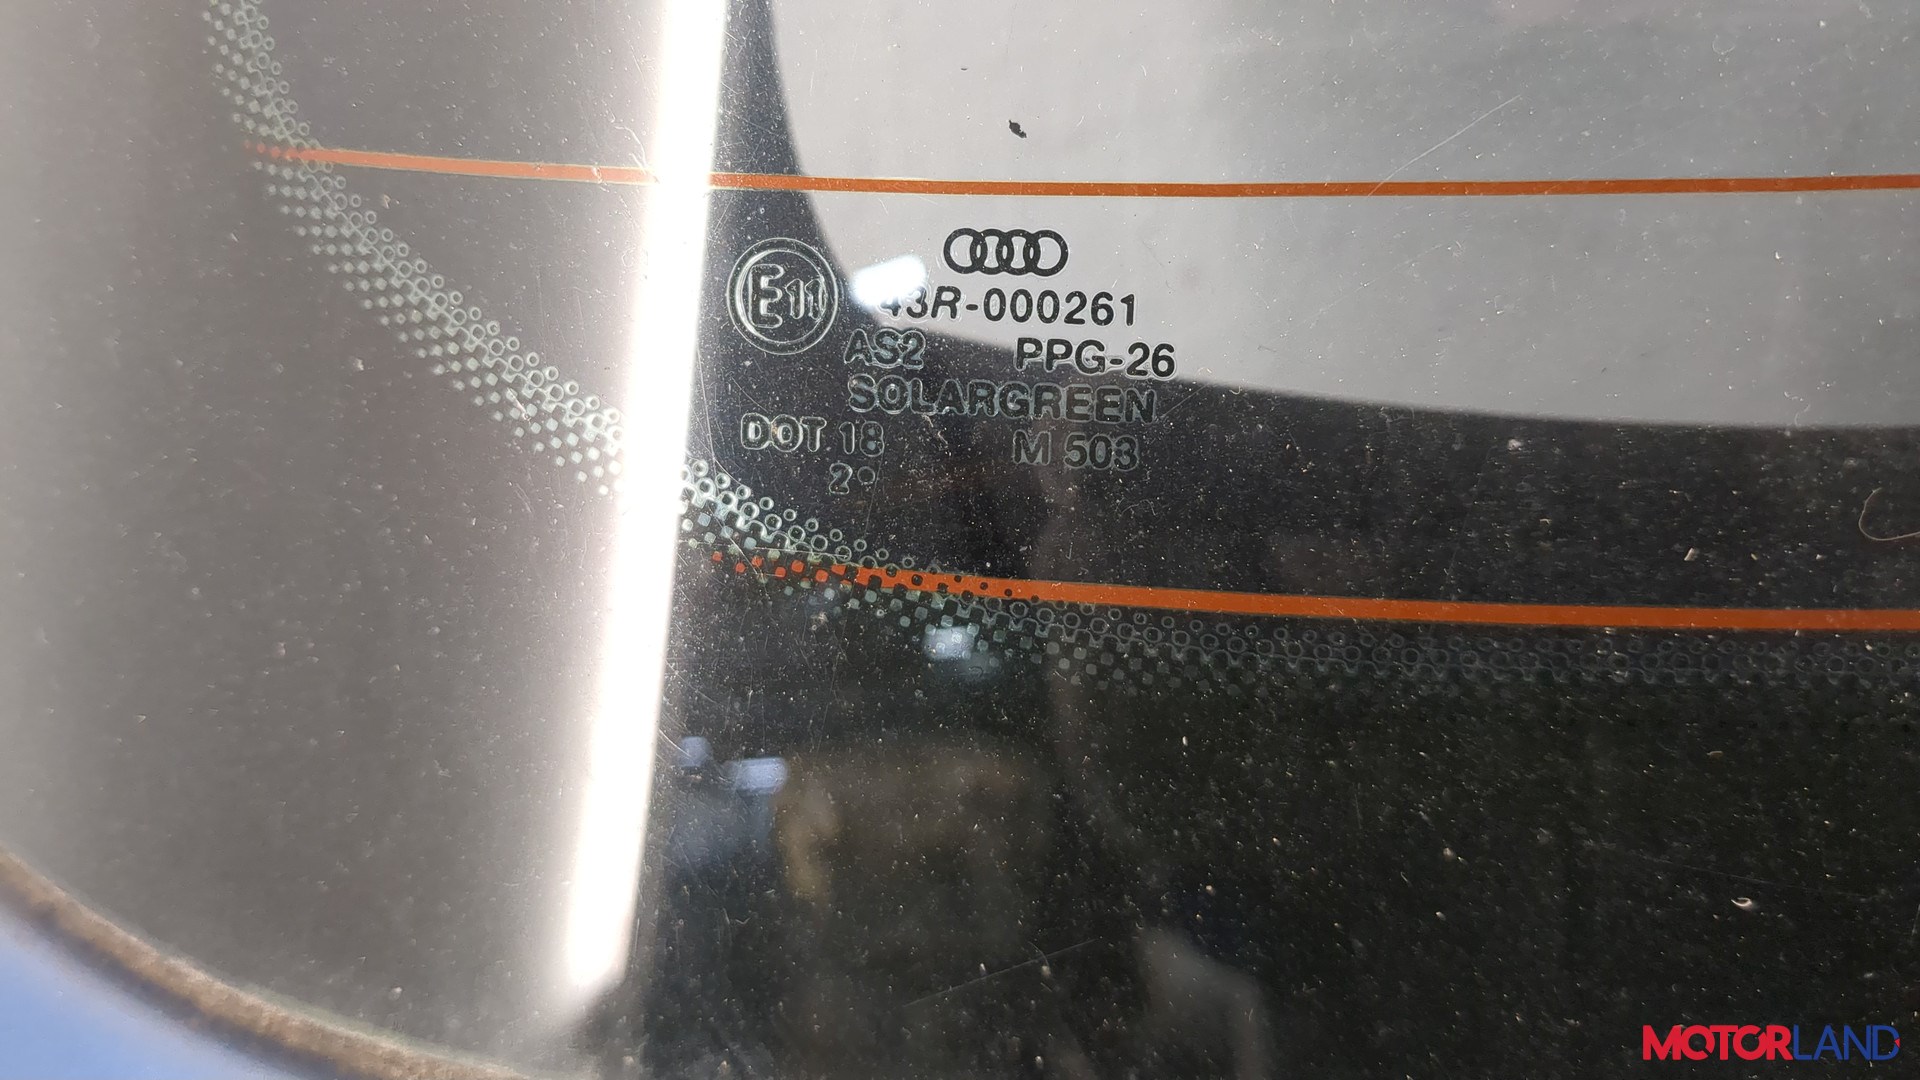 E11
43R-000261
AS2 PPG-26
SOLARGREEN
DOT 18 M 503
2•
MOTORLAND